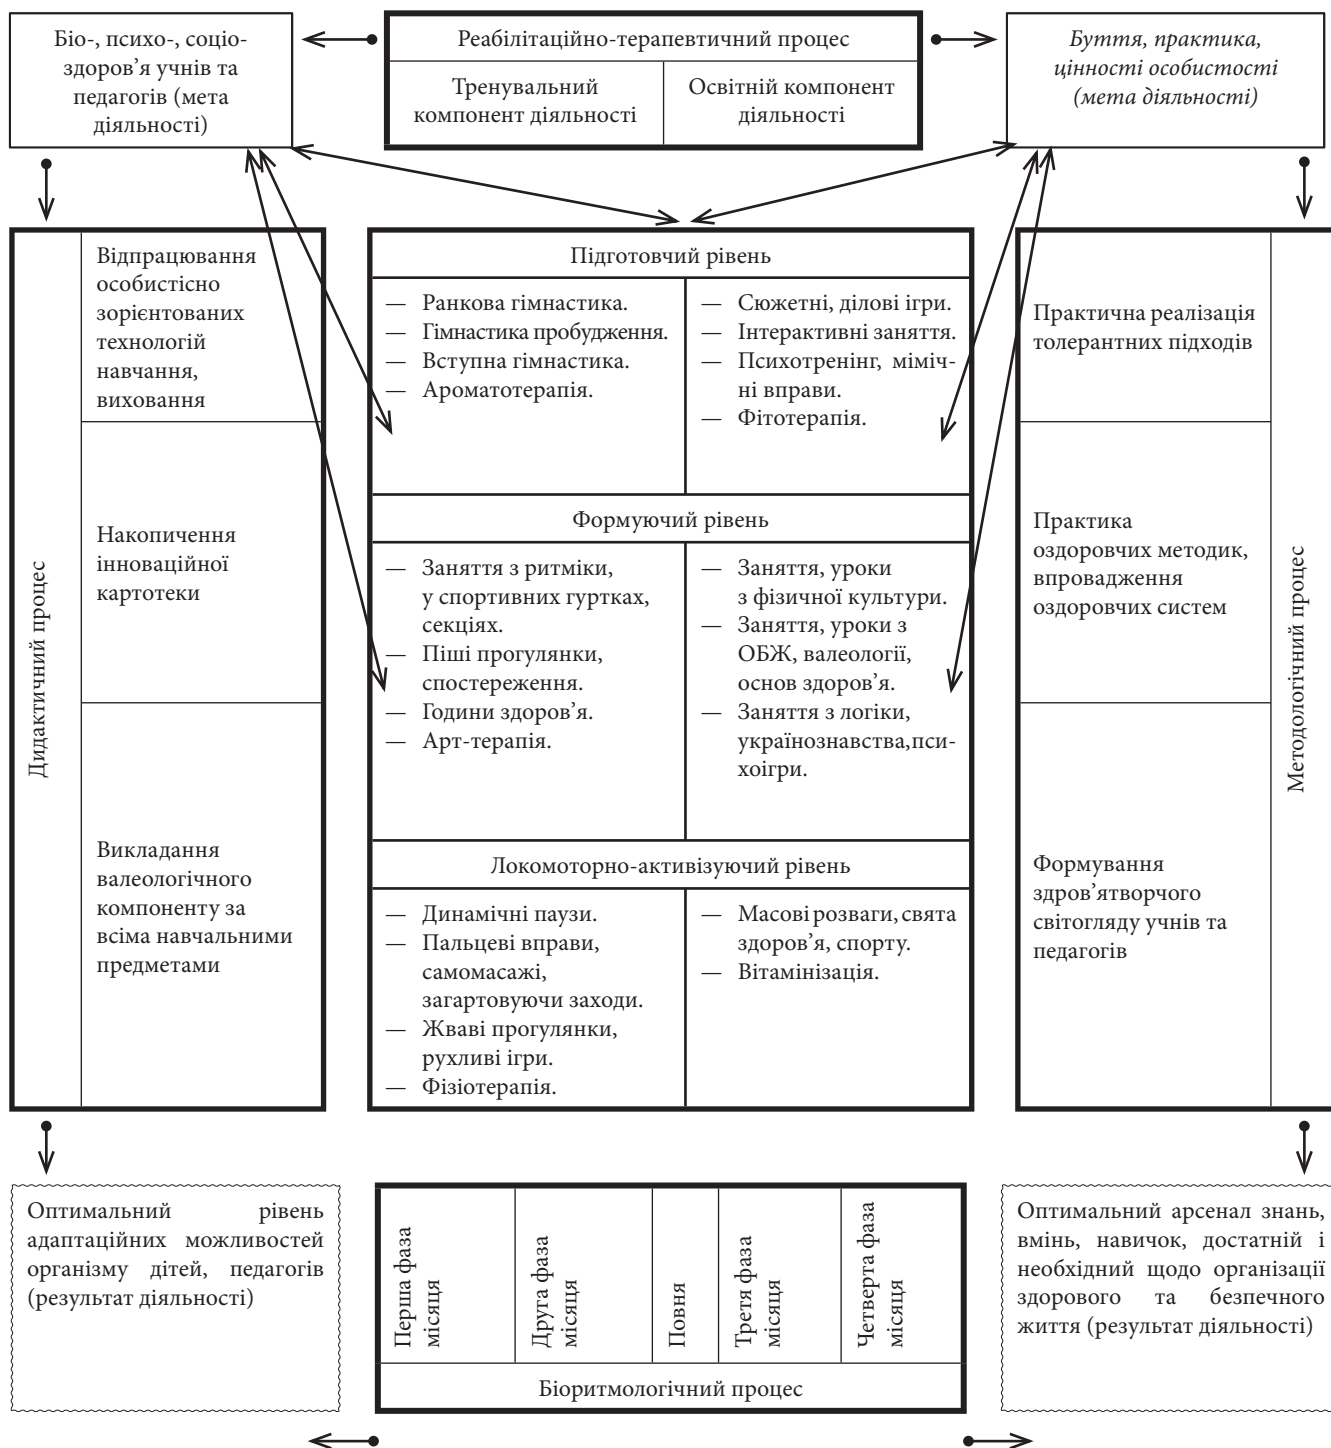 Біо-, психо-, соціо-
здоров'я учнів та
педагогів (мета
діяльності)
Реабілітаційно-терапевтичний процес
Тренувальний
компонент діяльності
Освітній компонент
діяльності
Буття, практика,
цінності особистості
(мета діяльності)
Дидактичний процес
Відпрацювання
особистісно
зорієнтованих
технологій
навчання,
виховання
Накопичення
інноваційної
картотеки
Викладання
валеологічного
компоненту за
всіма навчальними
предметами
Підготовчий рівень
— Ранкова гімнастика.
— Гімнастика пробудження.
— Вступна гімнастика.
— Ароматотерапія.
— Сюжетні, ділові ігри.
— Інтерактивні заняття.
— Психотренінг, міміч-
ні вправи.
— Фітотерапія.
Формуючий рівень
— Заняття з ритміки,
у спортивних гуртках,
секціях.
— Піші прогулянки,
спостереження.
— Години здоров'я.
— Арт-терапія.
— Заняття, уроки
з фізичної культури.
— Заняття, уроки з
ОБЖ, валеології,
основ здоров'я.
— Заняття з логіки,
українознавства,пси-
хоігри.
Локомоторно-активізуючий рівень
— Динамічні паузи.
— Пальцеві вправи,
самомасажі,
загартовуючи заходи.
— Жваві прогулянки,
рухливі ігри.
— Фізіотерапія.
— Масові розваги, свята
здоров'я, спорту.
— Вітамінізація.
Практична реалізація
толерантних підходів
Практика
оздоровчих методик,
впровадження
оздоровчих систем
Формування
здров'ятворчого
світогляду учнів та
педагогів
Методологічний процес
Оптимальний рівень
адаптаційних можливостей
організму дітей, педагогів
(результат діяльності)
Перша фаза
місяця
Друга фаза
місяця
Повня
Третя фаза
місяця
Четверта фаза
місяця
Біоритмологічний процес
Оптимальний арсенал знань,
вмінь, навичок, достатній і
необхідний щодо організації
здорового та безпечного
життя (результат діяльності)